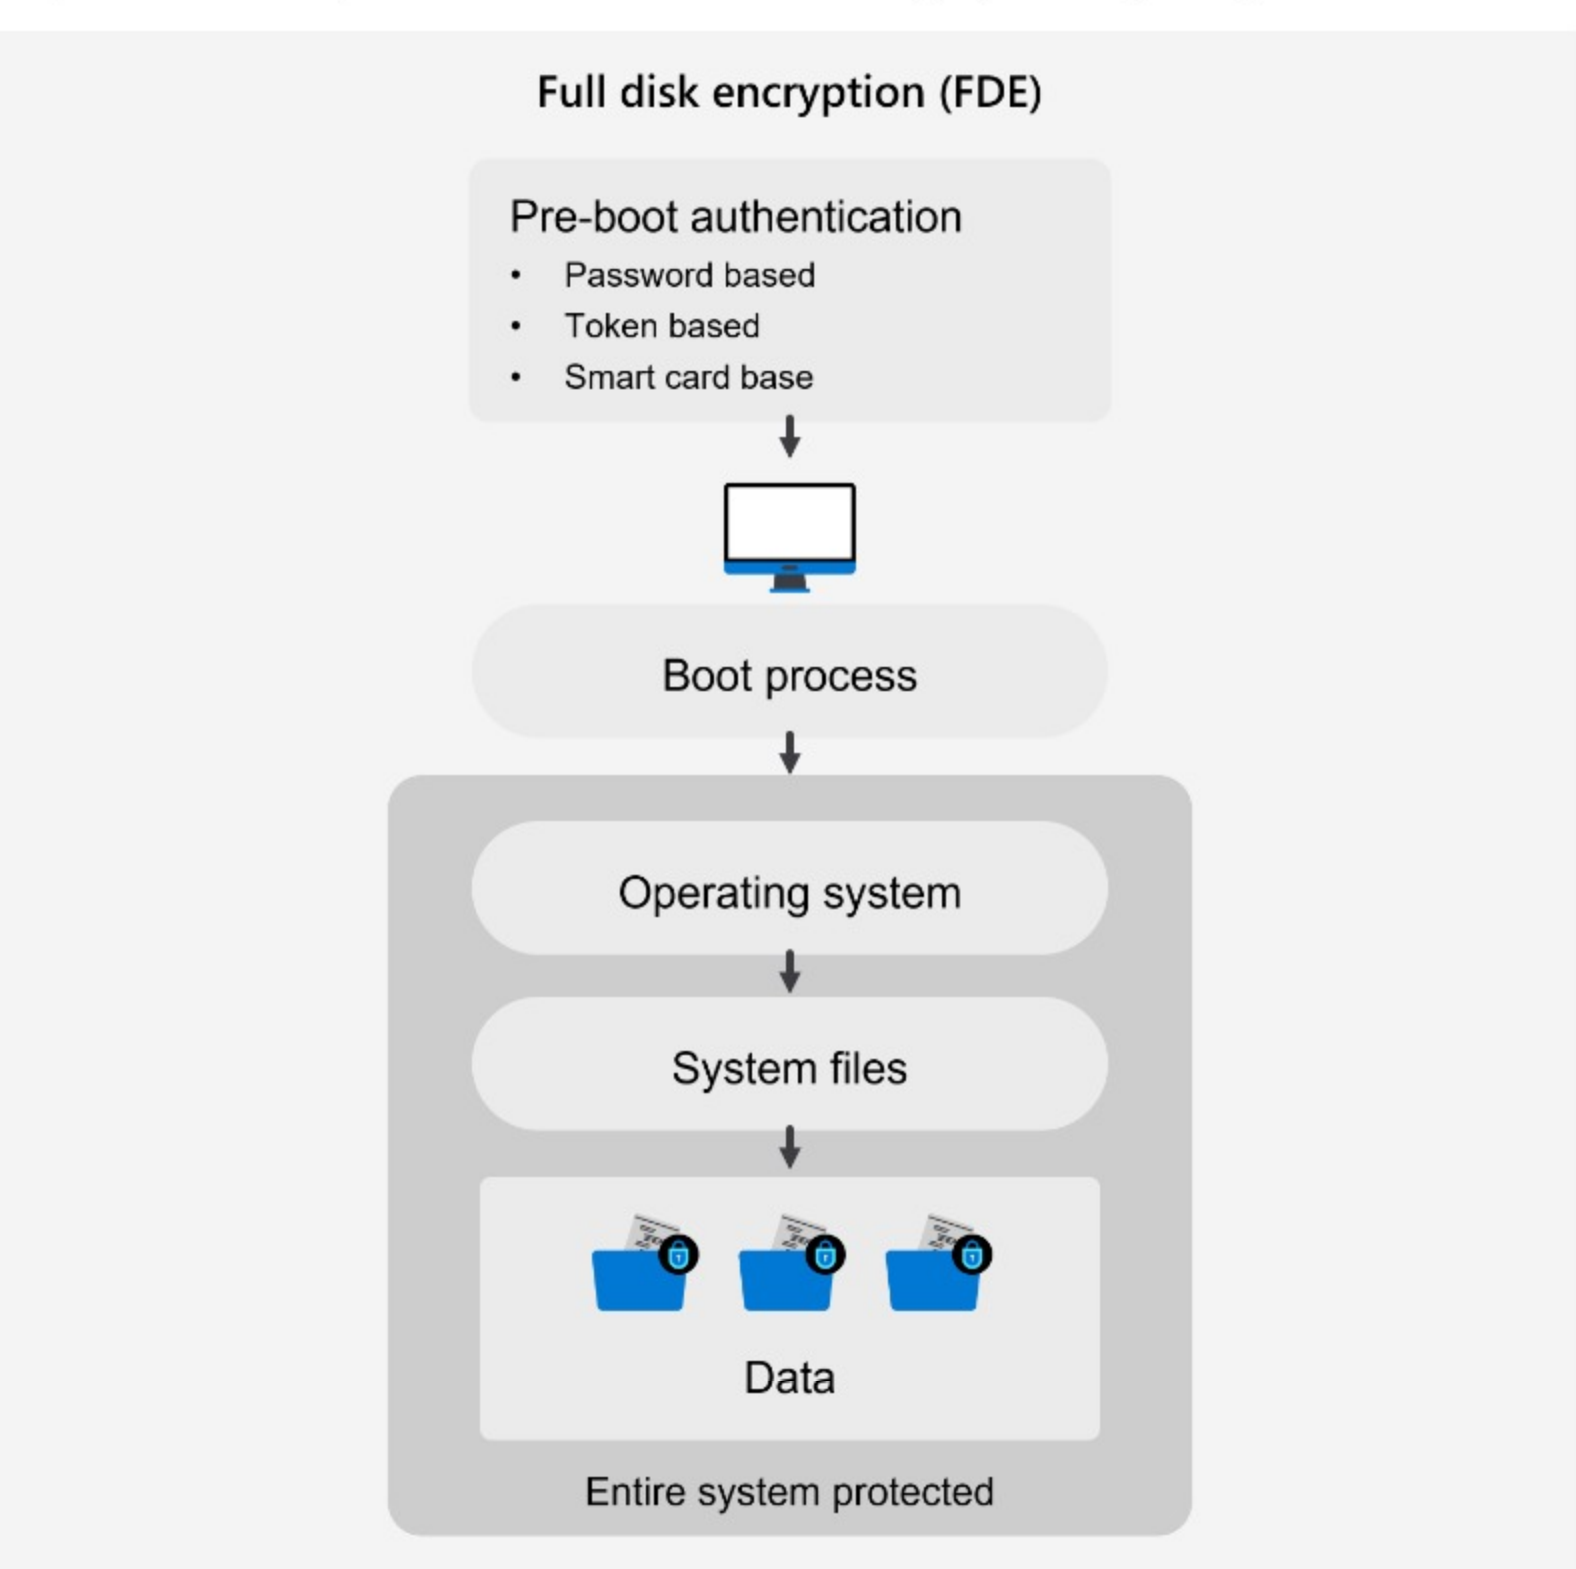 Full disk encryption (FDE)
Pre-boot authentication
• Password based
• Token based
• Smart card base
Boot process
Operating system
System files
Data
Entire system protected